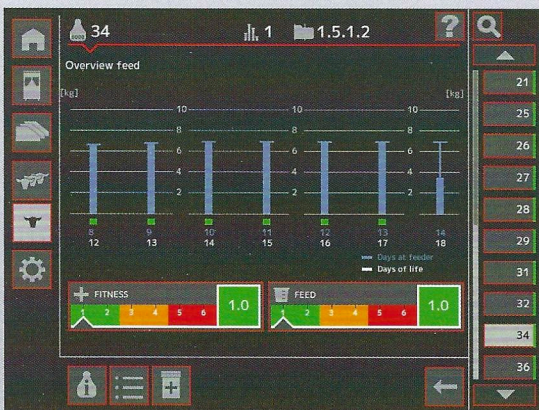 34 1 1.5.1.2 ?
Overview feed
[kg] [kg]
10 10 10
8 8 8
6 6 6
4 4 4
2 2 2
8 9 10 11 12 13 14
12 13 14 15 16 17 18
Days at feeder
Days of life
FITNESS
1 2 3 4 5 6 1.0
FEED
1 2 3 4 5 6 1.0
21
25
26
27
28
29
31
32
34
36